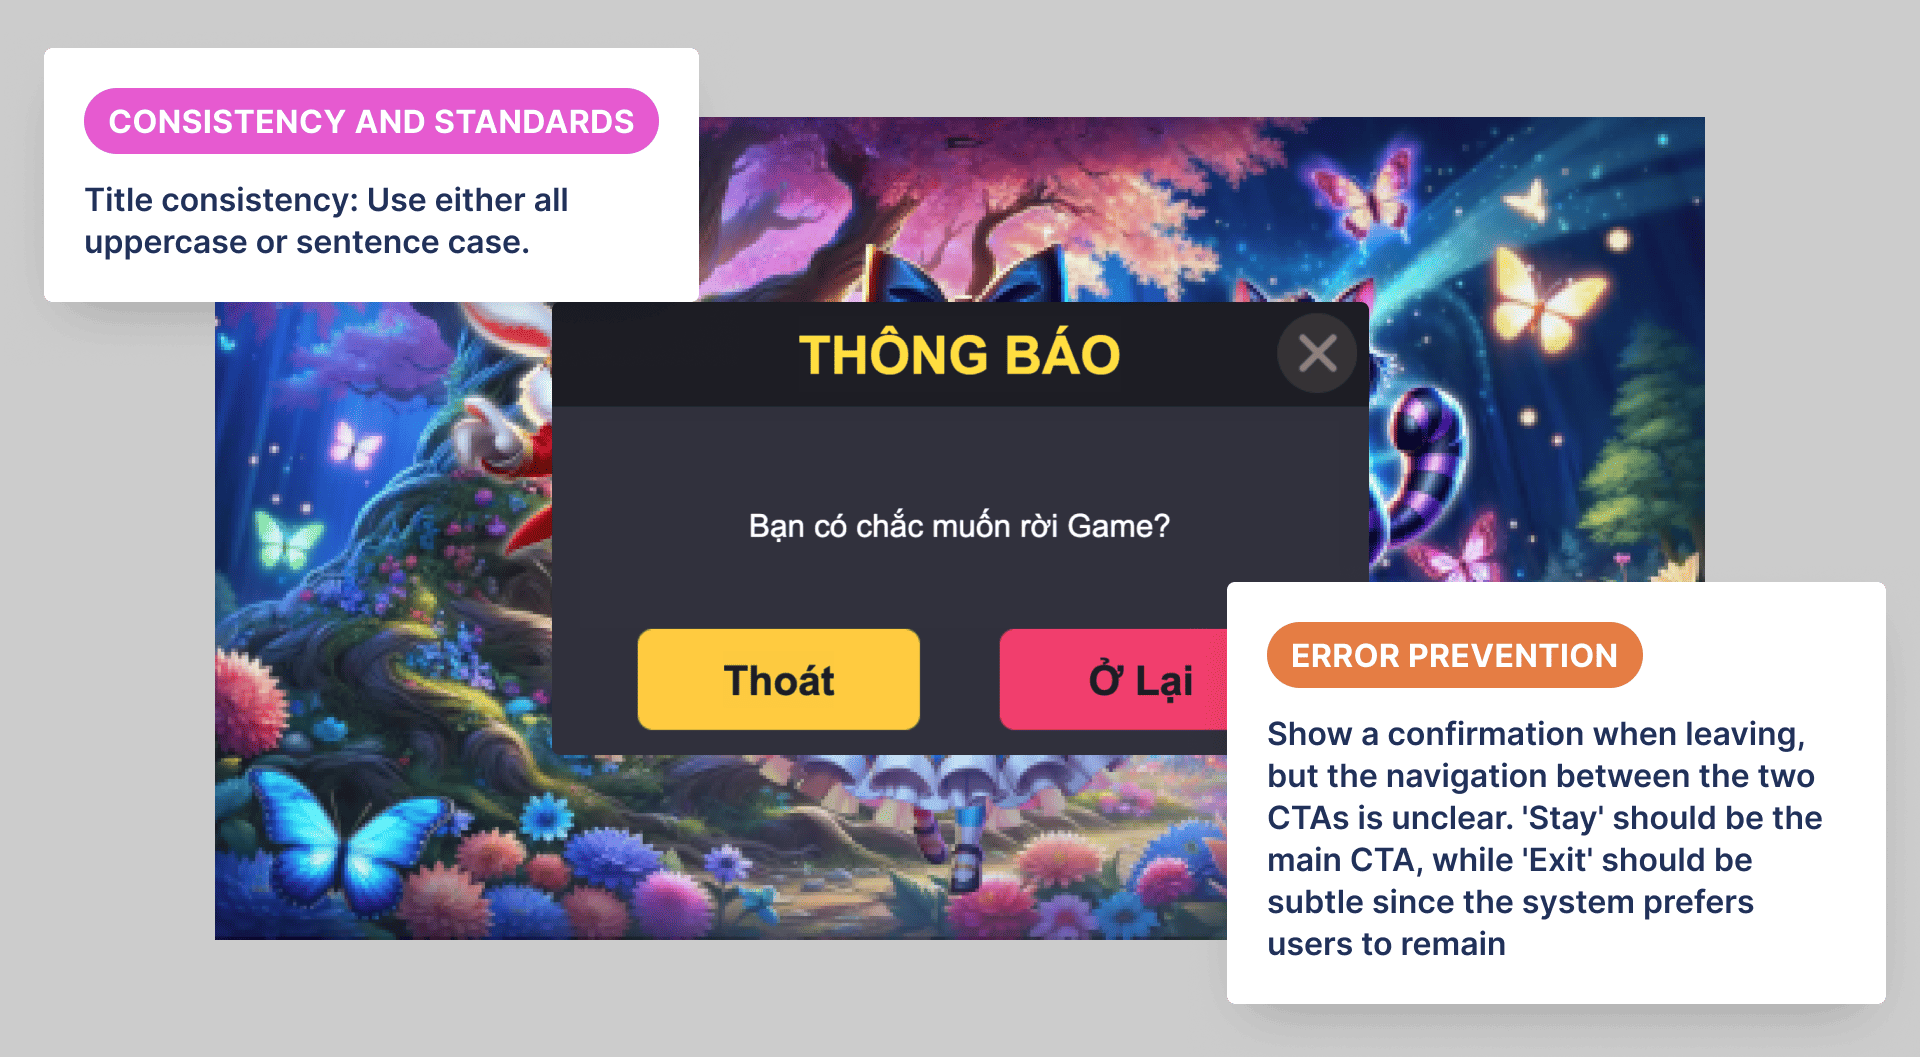 CONSISTENCY AND STANDARDS
Title consistency: Use either all
uppercase or sentence case.
THÔNG BÁO
Bạn có chắc muốn rời Game?
Thoát
Ở Lại
ERROR PREVENTION
Show a confirmation when leaving,
but the navigation between the two
CTAs is unclear. 'Stay' should be the
main CTA, while 'Exit' should be
subtle since the system prefers
users to remain